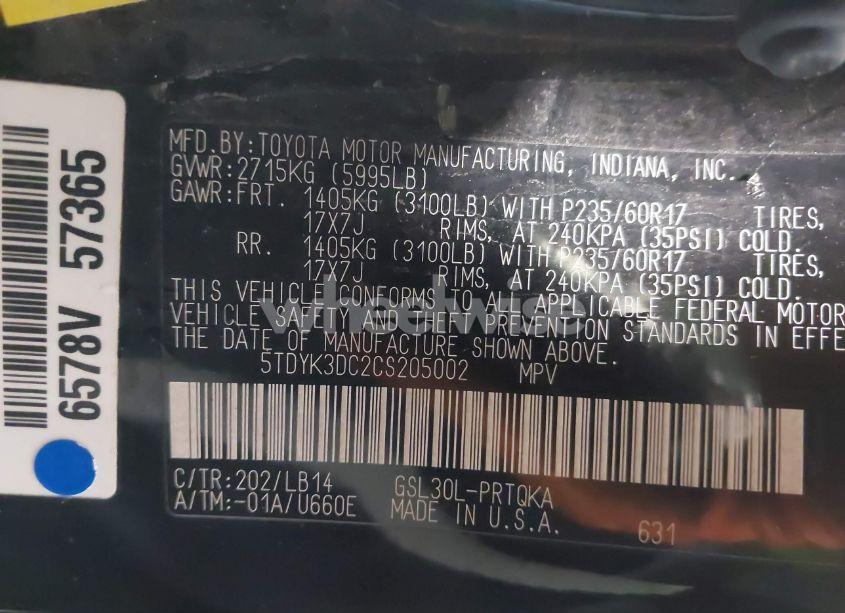 MFD.BY:TOYOTA MOTOR MANUFACTURING, INDIANA, INC.
GVWR:2715KG (5995LB)
GAWR:FRT. 1405KG (3100LB) WITH P235/60R17 TIRES,
17X7J RIMS, AT 240KPA (35PSI) COLD.
RR. 1405KG (3100LB) WITH P235/60R17 TIRES,
17X7J RIMS, AT 240KPA (35PSI) COLD.
THIS VEHICLE CONFORMS TO ALL APPLICABLE FEDERAL MOTOR
VEHICLE SAFETY AND THEFT PREVENTION STANDARDS IN EFFE
THE DATE OF MANUFACTURE SHOWN ABOVE.
5TDYK3DC2CS205002 MPV
C/TR:202/LB14 GSL30L-PRTQKA
A/TM:-01A/U660E MADE IN U.S.A.
631
6578V 57365
wheelwise